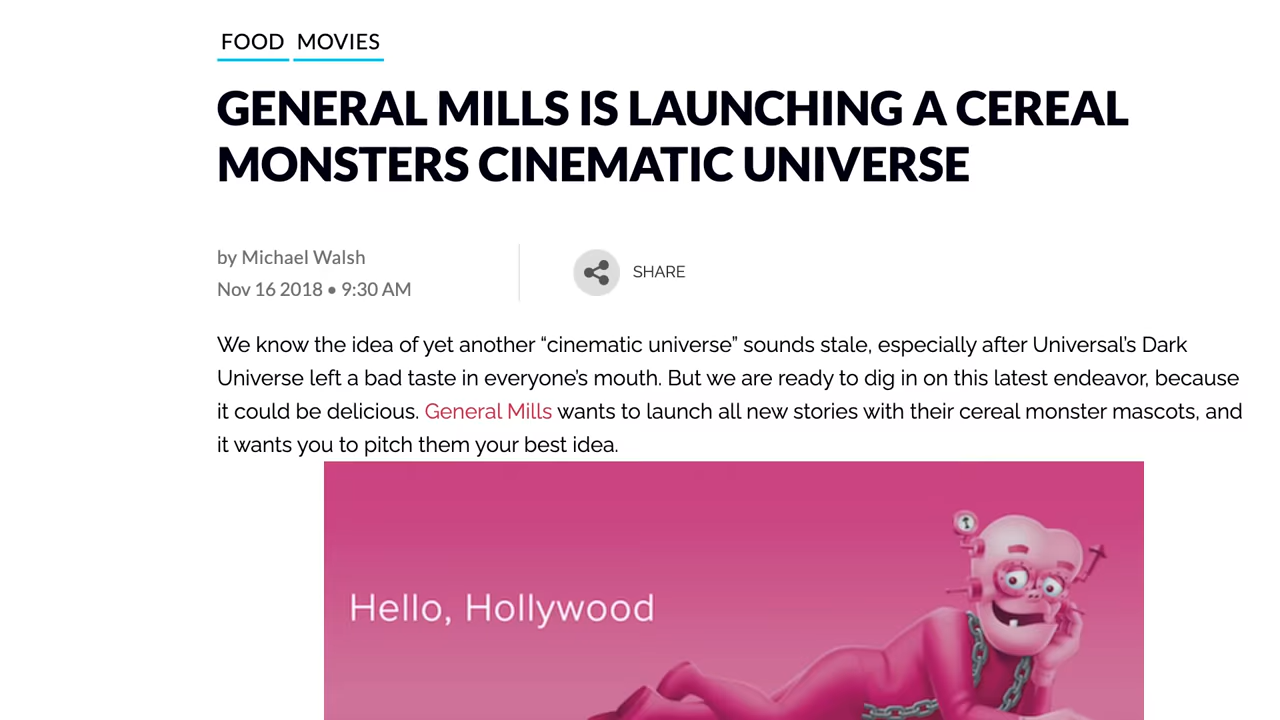 FOOD MOVIES
GENERAL MILLS IS LAUNCHING A CEREAL
MONSTERS CINEMATIC UNIVERSE
by Michael Walsh
Nov 16 2018 • 9:30 AM
SHARE
We know the idea of yet another “cinematic universe” sounds stale, especially after Universal’s Dark
Universe left a bad taste in everyone’s mouth. But we are ready to dig in on this latest endeavor, because
it could be delicious. General Mills wants to launch all new stories with their cereal monster mascots, and
it wants you to pitch them your best idea.
Hello, Hollywood